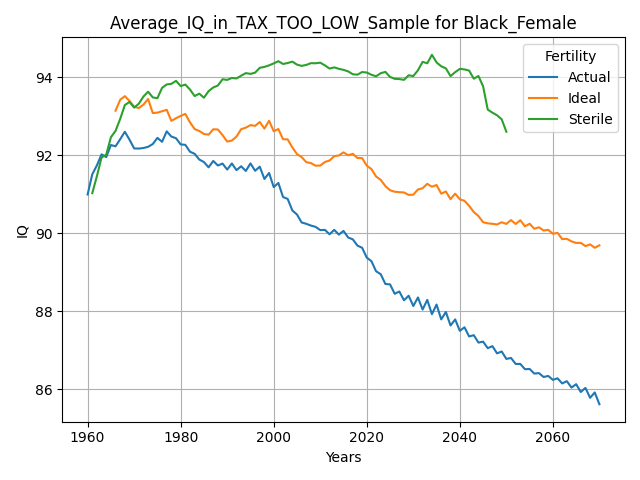 Average_IQ_in_TAX_TOO_LOW_Sample for Black_Female
Fertility
Actual
Ideal
Sterile
IQ
94
92
90
88
86
1960 1980 2000 2020 2040 2060
Years